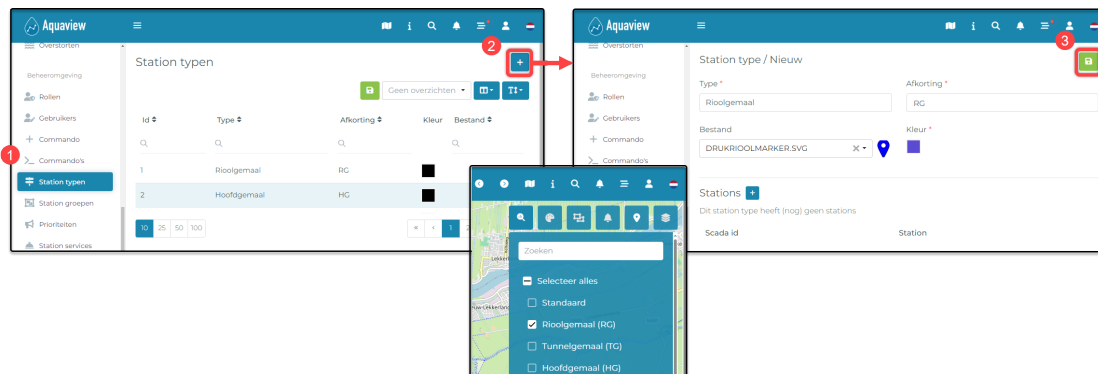 Aquaview
Overstorten
Beheeromgeving
Rollen
Gebruikers
Commando
1
Commando's
Station typen
Station groepen
Prioriteiten
Station services
i
2
Station typen
+
Geen overzichten
Id Type Afkorting Kleur Bestand
1 Rioolgemaal RG
2 Hoofdgemaal HG
10 25 50 100
« ‹ 1 2
Aquaview
Overstorten
Beheeromgeving
Rollen
Gebruikers
Commando
Commando's
i
3
Station type / Nieuw
Type * Afkorting *
Rioolgemaal RG
Bestand Kleur *
DRUKRIOOLMARKER.SVG
Stations +
Dit station type heeft (nog) geen stations
Scada id Station
i
Zoeken
Selecteer alles
Standaard
Rioolgemaal (RG)
Tunnelgemaal (TG)
Hoofdgemaal (HG)